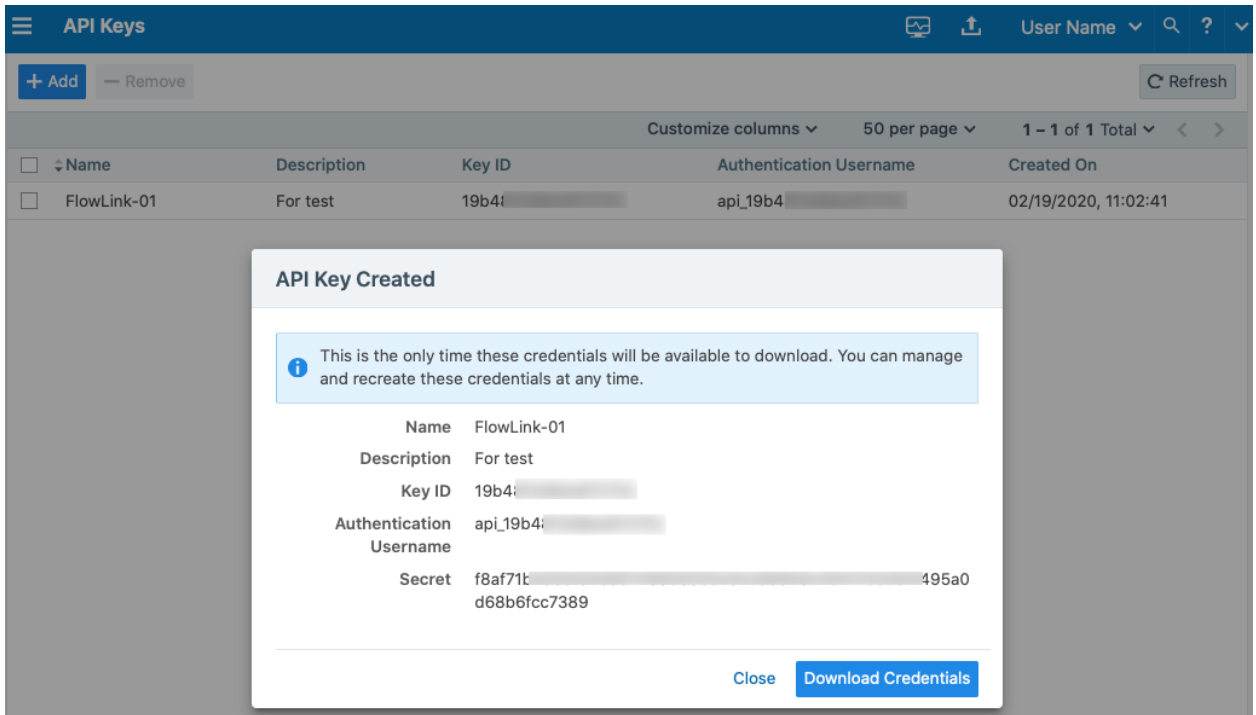 API Keys
User Name
?
+ Add
— Remove
Refresh
Customize columns
50 per page
1 – 1 of 1 Total
Name Description Key ID Authentication Username Created On
FlowLink-01 For test 19b4 api_19b4 02/19/2020, 11:02:41
API Key Created
This is the only time these credentials will be available to download. You can manage
and recreate these credentials at any time.
Name FlowLink-01
Description For test
Key ID 19b4
Authentication api_19b4
Username
Secret f8af71 495a0
d68b6fcc7389
Close
Download Credentials